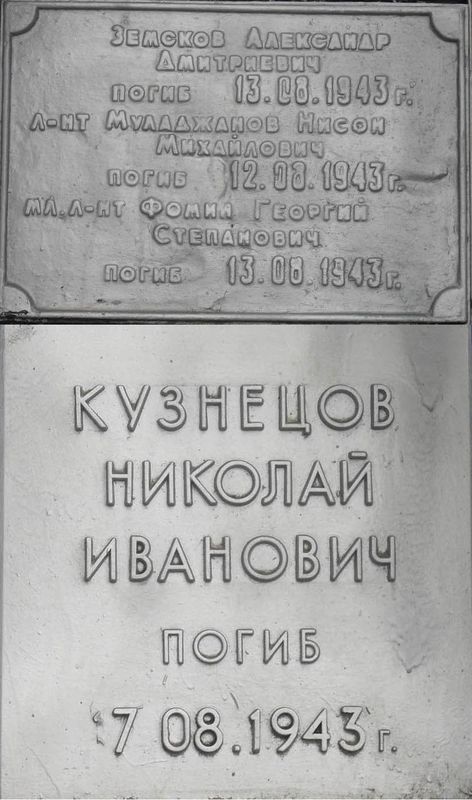 Земсков Александр
Дмитриевич
погиб 13.08.1943 г.
л-нт Муладжанов Нисон
Михайлович
погиб 12.08.1943 г.
мл. л-нт Фомин Георгий
Степанович
погиб 13.08.1943 г.
КУЗНЕЦОВ
НИКОЛАЙ
ИВАНОВИЧ
ПОГИБ
7 08.1943 г.